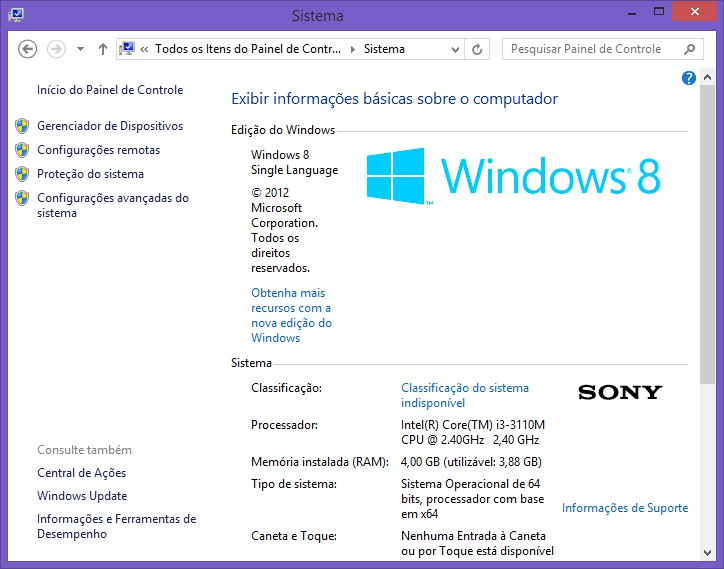 Sistema
« Todos os Itens do Painel de Contr... Sistema
Pesquisar Painel de Controle
Início do Painel de Controle
Gerenciador de Dispositivos
Configurações remotas
Proteção do sistema
Configurações avançadas do
sistema
Consulte também
Central de Ações
Windows Update
Informações e Ferramentas de
Desempenho
?
Exibir informações básicas sobre o computador
Edição do Windows
Windows 8
Single Language
© 2012
Microsoft
Corporation.
Todos os
direitos
reservados.
Obtenha mais
recursos com a
nova edição do
Windows
™ Windows® 8
Sistema
Classificação: Classificação do sistema
indisponível
SONY
Processador: Intel(R) Core(TM) i3-3110M
CPU @ 2.40GHz 2,40 GHz
Memória instalada (RAM): 4,00 GB (utilizável: 3,88 GB)
Tipo de sistema: Sistema Operacional de 64
bits, processador com base
em x64
Informações de Suporte
Caneta e Toque: Nenhuma Entrada à Caneta
ou por Toque está disponível